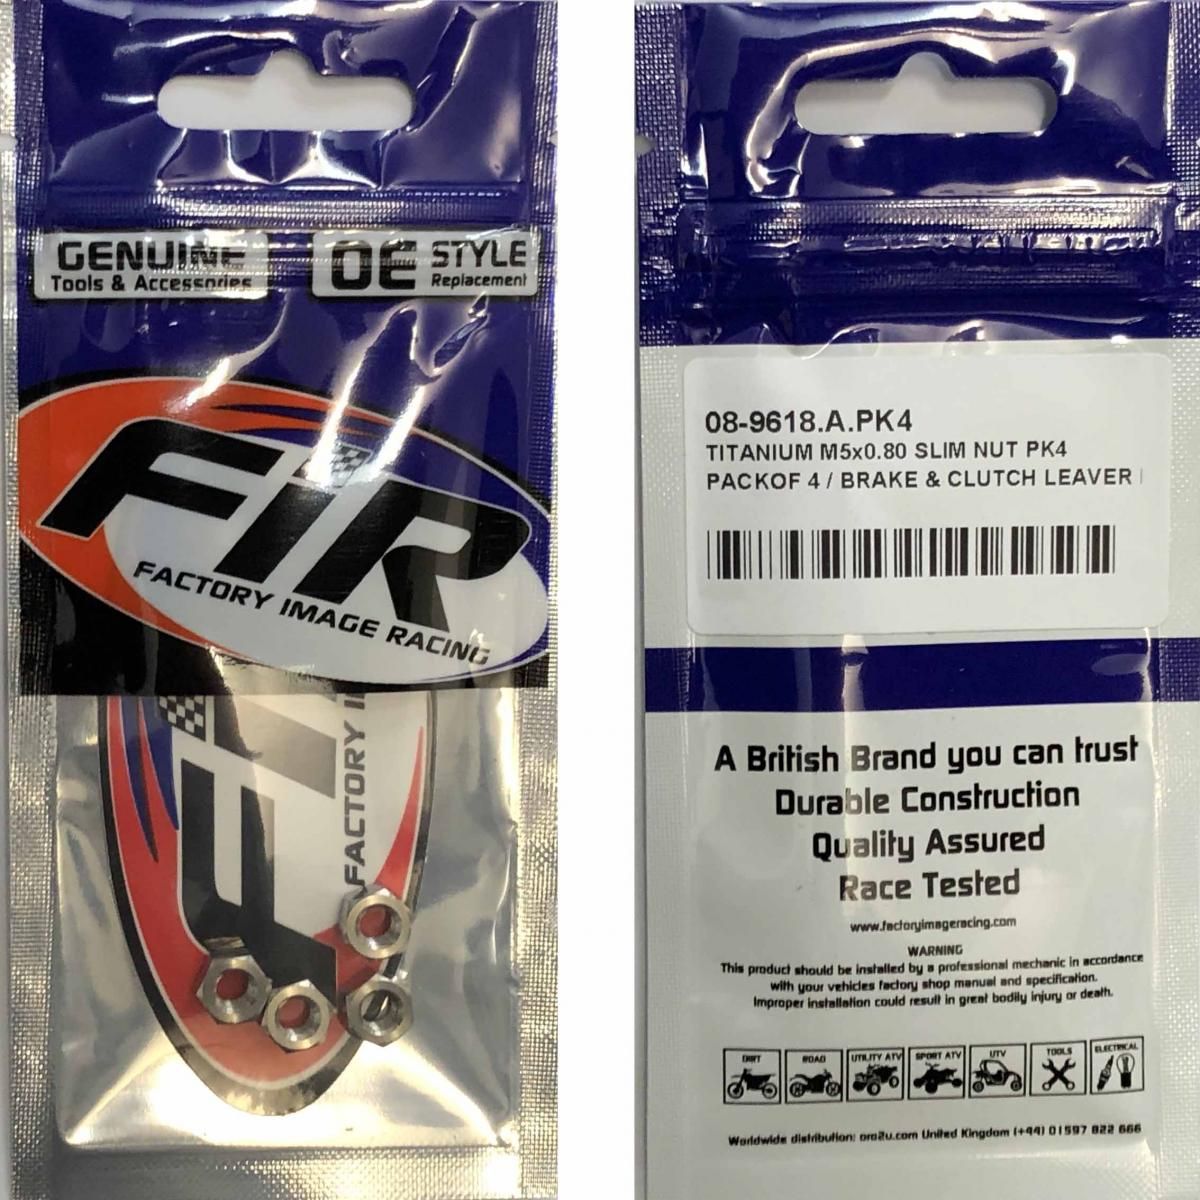 GENUINE
Tools & Accessories
OE STYLE
Replacement
FIR
FACTORY IMAGE RACING
FIR
FACTORY I
08-9618.A.PK4
TITANIUM M5x0.80 SLIM NUT PK4
PACKOF 4 / BRAKE & CLUTCH LEAVER
A British Brand you can trust
Durable Construction
Quality Assured
Race Tested
www.factoryimageracing.com
WARNING
This product should be installed by a professional mechanic in accordance
with your vehicles factory shop manual and specification.
Improper installation could result in great bodily injury or death.
DIRT ROAD UTILITY ATV SPORT ATV UTV TOOLS ELECTRICAL
Worldwide distribution: oro2u.com United Kingdom (+44) 01597 822 666